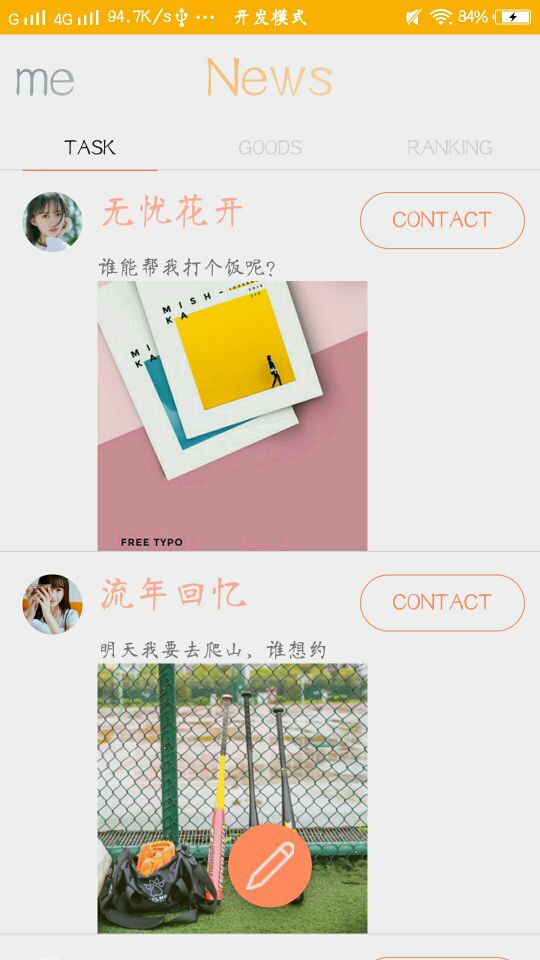 G 4G 94.7K/s ··· 开发模式 84%
me News
TASK GOODS RANKING
无忧花开 CONTACT
谁能帮我打个饭呢?
MISH-
KA
MI
KA
FREE TYPO
流年回忆 CONTACT
明天我要去爬山，谁想约